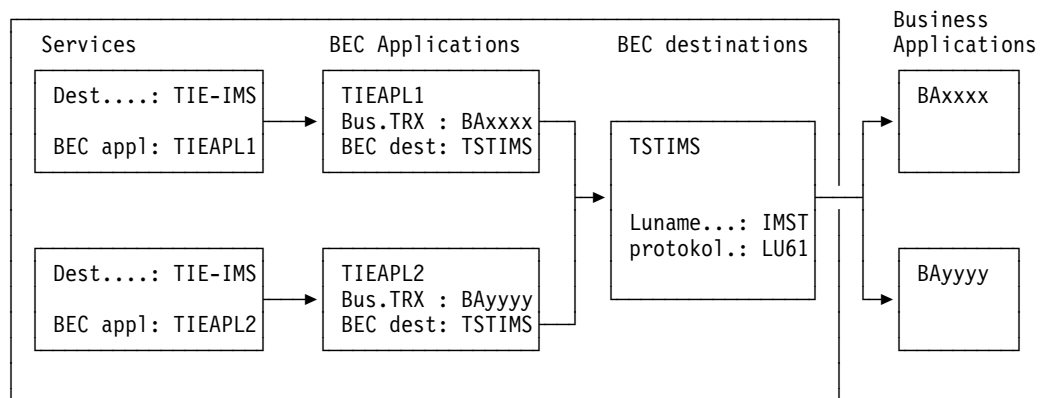 Business
Services BEC Applications BEC destinations Applications
Dest....: TIE-IMS
BEC appl: TIEAPL1
TIEAPL1
Bus.TRX : BAxxxx
BEC dest: TSTIMS
TSTIMS
Luname...: IMST
protokol.: LU61
BAxxxx
Dest....: TIE-IMS
BEC appl: TIEAPL2
TIEAPL2
Bus.TRX : BAyyyy
BEC dest: TSTIMS
BAyyyy